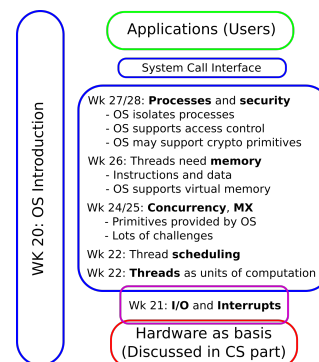 WK 20: OS Introduction
Applications (Users)
System Call Interface
Wk 27/28: Processes and security
- OS isolates processes
- OS supports access control
- OS may support crypto primitives
Wk 26: Threads need memory
- Instructions and data
- OS supports virtual memory
Wk 24/25: Concurrency, MX
- Primitives provided by OS
- Lots of challenges
Wk 22: Thread scheduling
Wk 22: Threads as units of computation
Wk 21: I/O and Interrupts
Hardware as basis
(Discussed in CS part)